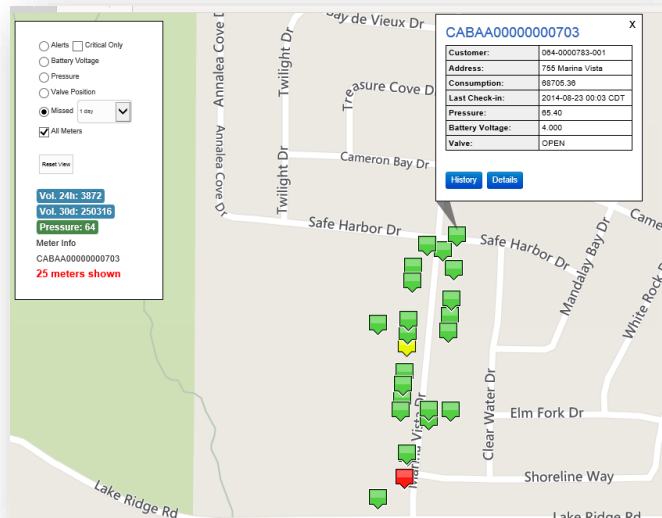 Alerts Critical Only
Battery Voltage
Pressure
Valve Position
Missed 1 day
All Meters
Reset View
Vol. 24h: 3872
Vol. 30d: 250316
Pressure: 64
Meter Info
CABAA00000000703
25 meters shown
X
CABAA00000000703
Customer: 064-0000783-001
Address: 755 Marina Vista
Consumption: 68705.36
Last Check-in: 2014-08-23 00:03 CDT
Pressure: 65.40
Battery Voltage: 4.000
Valve: OPEN
History Details
ay de Vieux Dr
Annalea Cove D
Twilight Dr
Treasure Cove D
Annalea Cove Dr
Twilight Dr
Cameron Bay Dr
Safe Harbor Dr
Safe Harbor Dr
Came
Mandalay Bay Dr
White Rock
Clear Water Dr
Elm Fork Dr
Marina Vista Dr
Shoreline Way
Lake Ridge Rd
Lake Ridge Rd